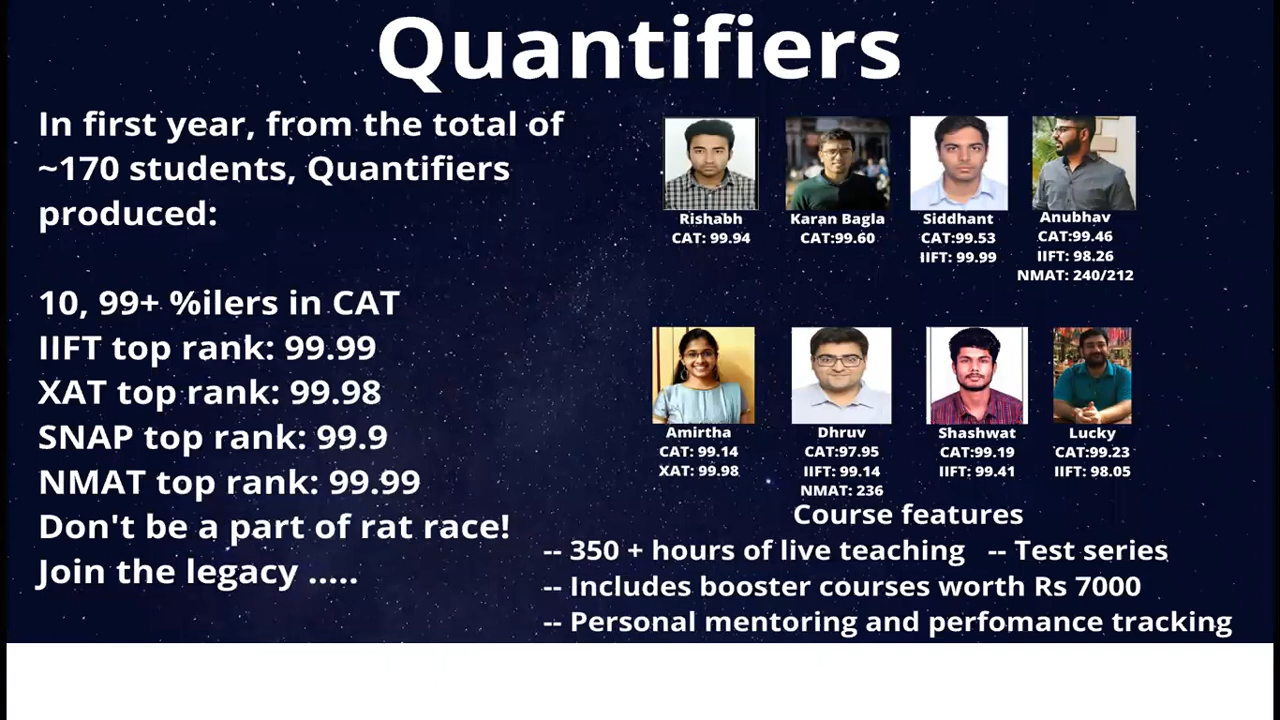 Quantifiers
In first year, from the total of
~170 students, Quantifiers
produced:
10, 99+ %ilers in CAT
IIFT top rank: 99.99
XAT top rank: 99.98
SNAP top rank: 99.9
NMAT top rank: 99.99
Don't be a part of rat race!
Join the legacy .....
Rishabh
CAT: 99.94
Karan Bagla
CAT:99.60
Siddhant
CAT:99.53
IIFT: 99.99
Anubhav
CAT:99.46
IIFT: 98.26
NMAT: 240/212
Amirtha
CAT: 99.14
XAT: 99.98
Dhruv
CAT:97.95
IIFT: 99.14
NMAT: 236
Shashwat
CAT:99.19
IIFT: 99.41
Lucky
CAT:99.23
IIFT: 98.05
Course features
-- 350 + hours of live teaching -- Test series
-- Includes booster courses worth Rs 7000
-- Personal mentoring and perfomance tracking